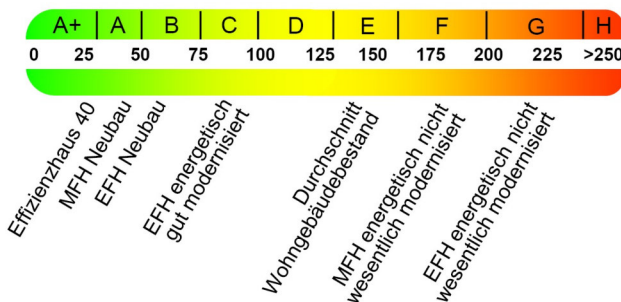 A+ A B C D E F G H
0 25 50 75 100 125 150 175 200 225 >250
Effizienzhaus 40
MFH Neubau
EFH Neubau
EFH energetisch
gut modernisiert
Durchschnitt
Wohngebäudebestand
MFH energetisch nicht
wesentlich modernisiert
EFH energetisch nicht
wesentlich modernisiert